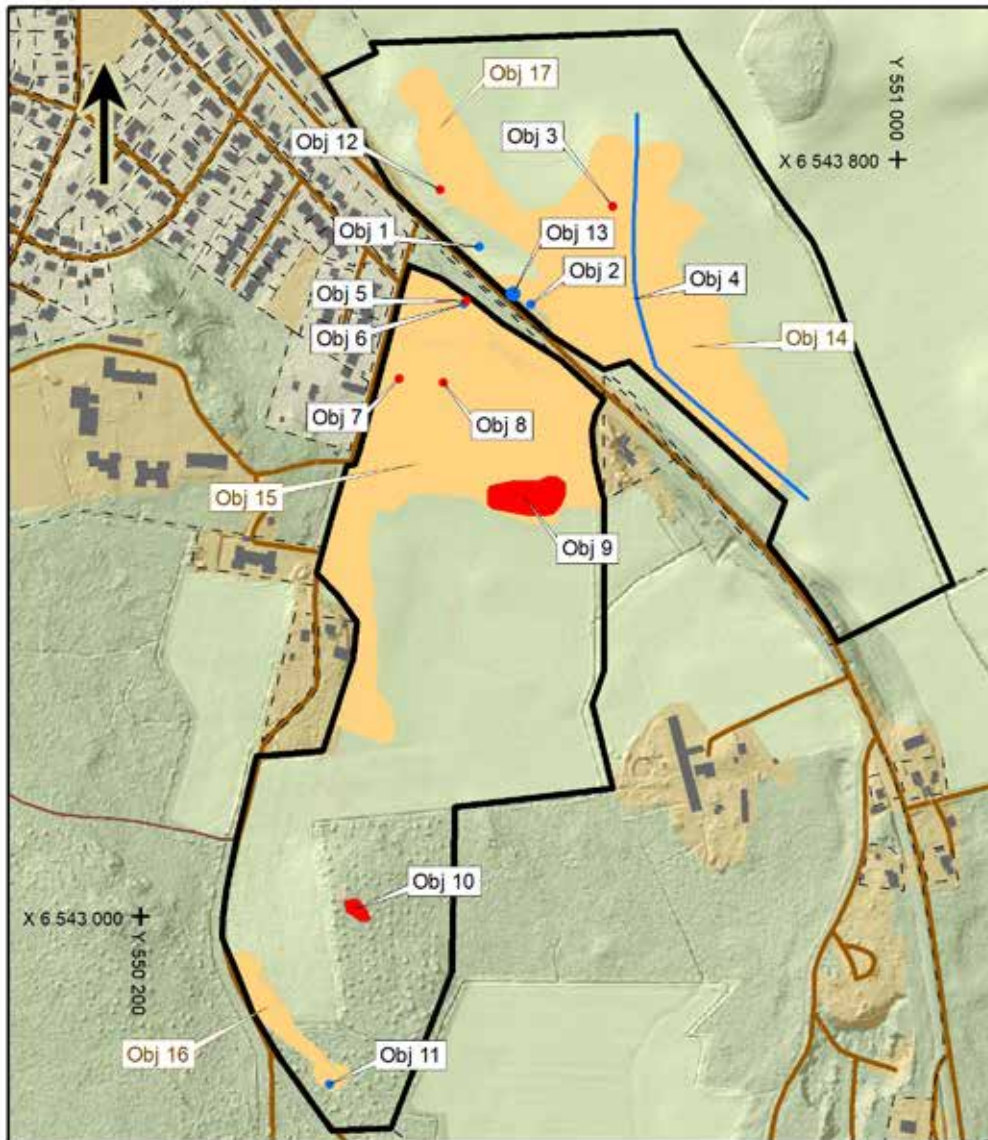 Obj 17
Y 551 000
Obj 12
Obj 3
X 6 543 800
Obj 1
Obj 13
Obj 2
Obj 5
Obj 6
Obj 4
Obj 14
Obj 7
Obj 8
Obj 15
Obj 9
Obj 10
X 6 543 000
Y 550 200
Obj 16
Obj 11